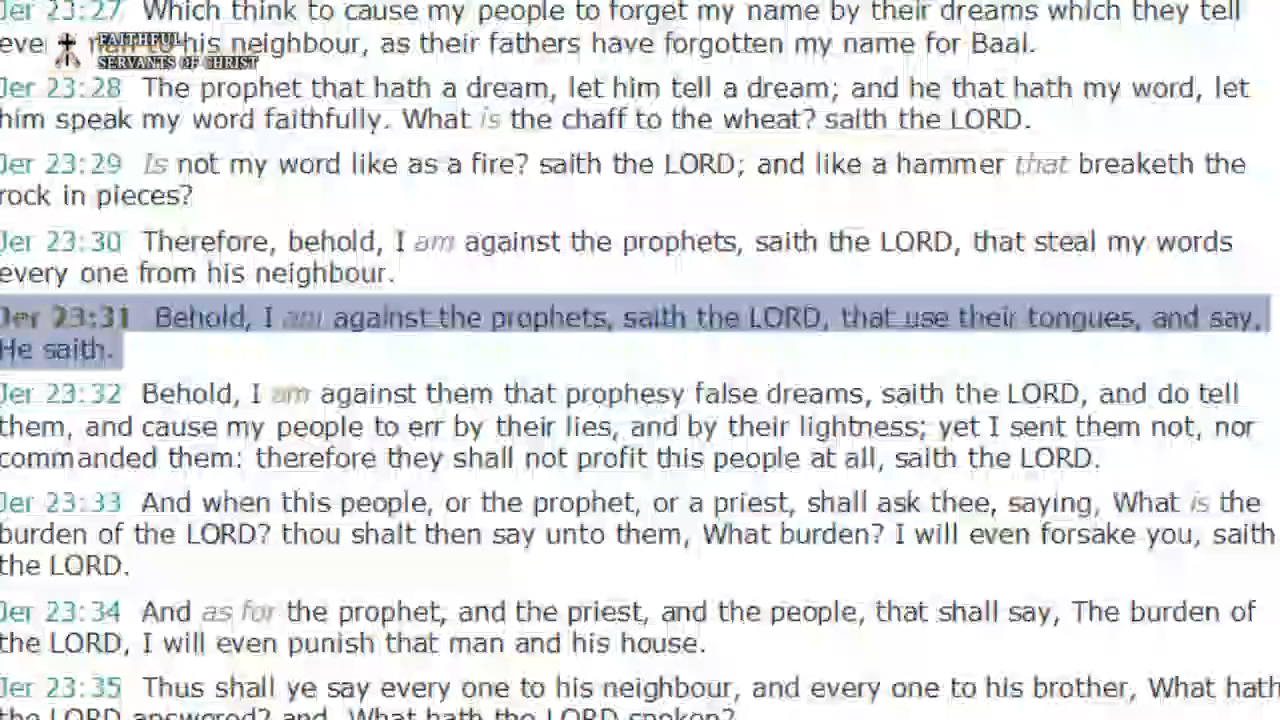 Jer 23:27 Which think to cause my people to forget my name by their dreams which they tell
every man to his neighbour, as their fathers have forgotten my name for Baal.
FAITHFUL
SERVANTS OF CHRIST
Jer 23:28 The prophet that hath a dream, let him tell a dream; and he that hath my word, let
him speak my word faithfully. What is the chaff to the wheat? saith the LORD.
Jer 23:29 Is not my word like as a fire? saith the LORD; and like a hammer that breaketh the
rock in pieces?
Jer 23:30 Therefore, behold, I am against the prophets, saith the LORD, that steal my words
every one from his neighbour.
Jer 23:31 Behold, I am against the prophets, saith the LORD, that use their tongues, and say,
He saith.
Jer 23:32 Behold, I am against them that prophesy false dreams, saith the LORD, and do tell
them, and cause my people to err by their lies, and by their lightness; yet I sent them not, nor
commanded them: therefore they shall not profit this people at all, saith the LORD.
Jer 23:33 And when this people, or the prophet, or a priest, shall ask thee, saying, What is the
burden of the LORD? thou shalt then say unto them, What burden? I will even forsake you, saith
the LORD.
Jer 23:34 And as for the prophet, and the priest, and the people, that shall say, The burden of
the LORD, I will even punish that man and his house.
Jer 23:35 Thus shall ye say every one to his neighbour, and every one to his brother, What hath
the LORD answered? and, What hath the LORD spoken?